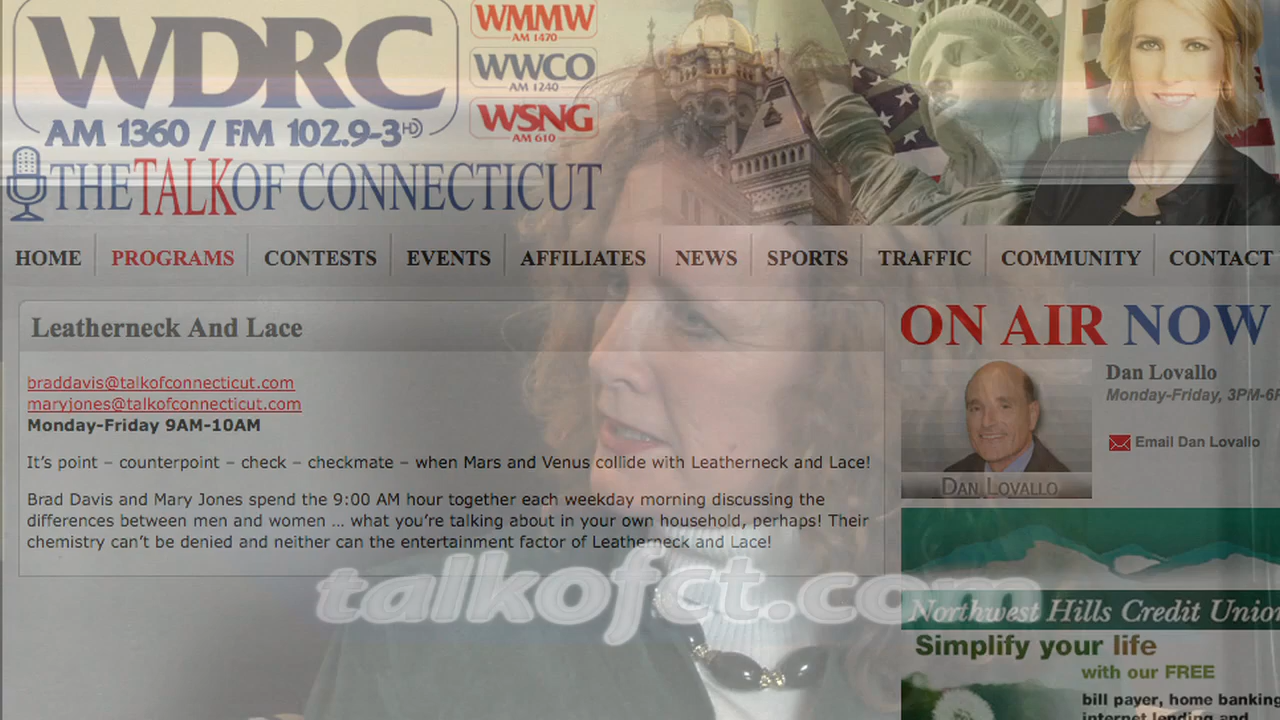 WDRC
AM 1360 / FM 102.9-3 HD
WMMW
AM 1470
WWCO
AM 1240
WSNG
AM 610
THE TALK OF CONNECTICUT
HOME PROGRAMS CONTESTS EVENTS AFFILIATES NEWS SPORTS TRAFFIC COMMUNITY CONTACT
Leatherneck And Lace
braddavis@talkofconnecticut.com
maryjones@talkofconnecticut.com
Monday-Friday 9AM-10AM
It’s point – counterpoint – check – checkmate – when Mars and Venus collide with Leatherneck and Lace!
Brad Davis and Mary Jones spend the 9:00 AM hour together each weekday morning discussing the
differences between men and women ... what you’re talking about in your own household, perhaps! Their
chemistry can’t be denied and neither can the entertainment factor of Leatherneck and Lace!
ON AIR NOW
Dan Lovallo
Monday-Friday, 3PM-6P
Email Dan Lovallo
DAN LOVALLO
talkofct.com
Northwest Hills Credit Union
Simplify your life
with our FREE
bill payer, home banking
internet lending and